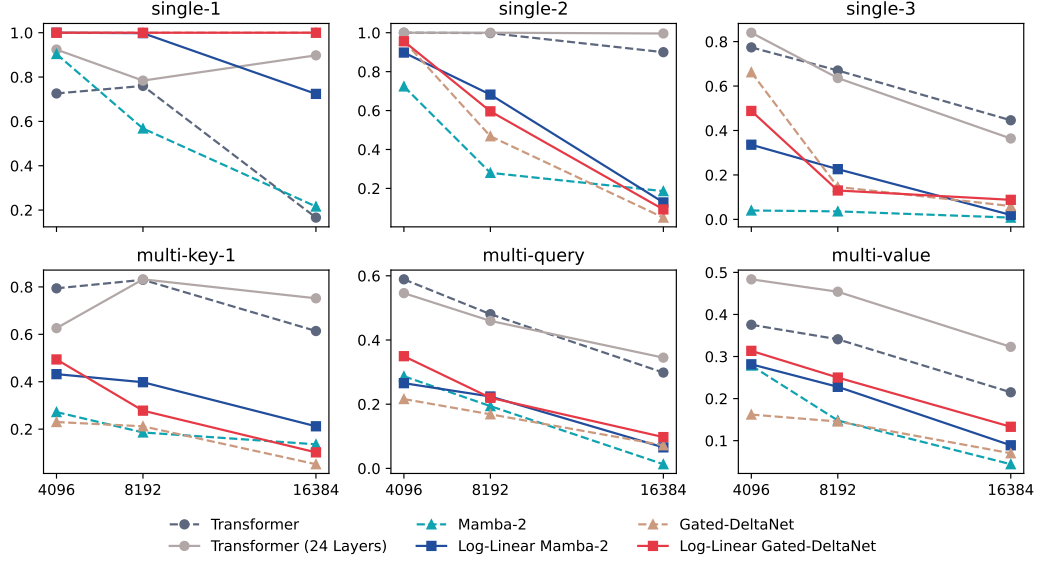 single-1
single-2
single-3
1.0
0.8
0.6
0.4
0.2
1.0
0.8
0.6
0.4
0.2
0.8
0.6
0.4
0.2
0.0
multi-key-1
multi-query
multi-value
0.8
0.6
0.4
0.2
0.6
0.4
0.2
0.0
0.5
0.4
0.3
0.2
0.1
4096 8192 16384
4096 8192 16384
4096 8192 16384
Transformer
Mamba-2
Gated-DeltaNet
Transformer (24 Layers)
Log-Linear Mamba-2
Log-Linear Gated-DeltaNet